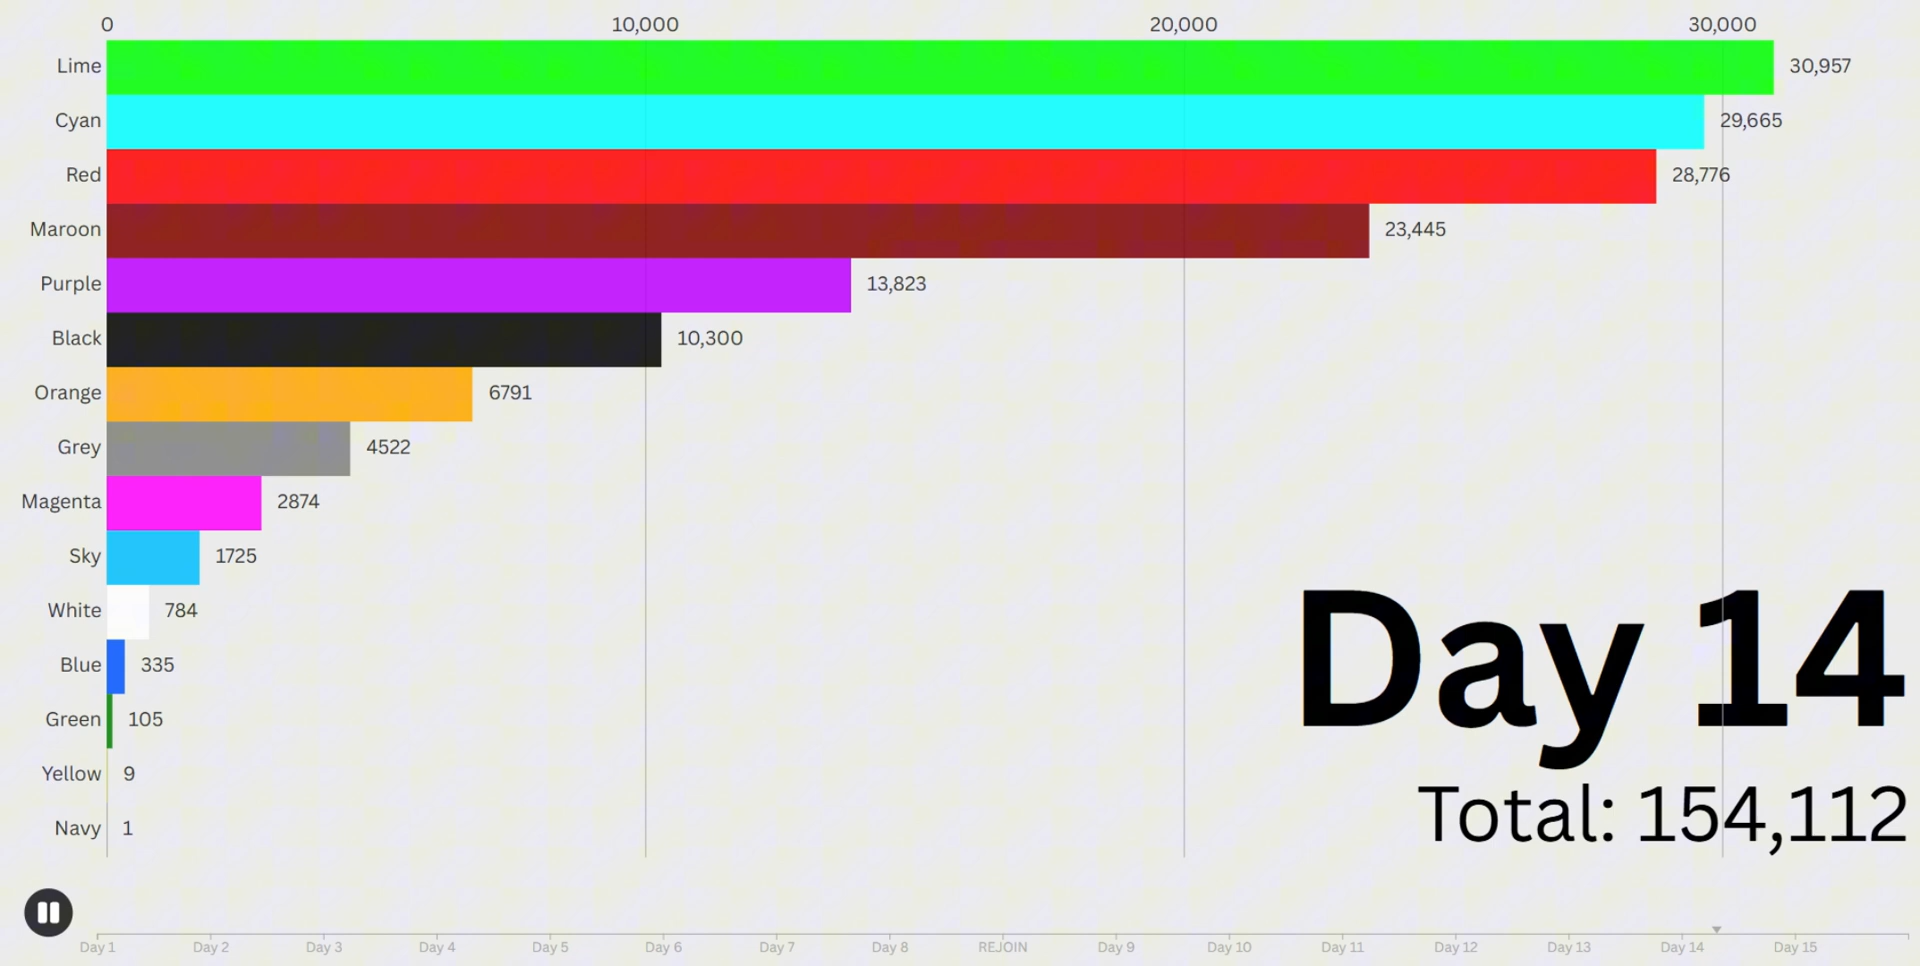 0 10,000 20,000 30,000
Lime 30,957
Cyan 29,665
Red 28,776
Maroon 23,445
Purple 13,823
Black 10,300
Orange 6791
Grey 4522
Magenta 2874
Sky 1725
White 784
Blue 335
Green 105
Yellow 9
Navy 1
Day 14
Total: 154,112
Day 1 Day 2 Day 3 Day 4 Day 5 Day 6 Day 7 Day 8 REJOIN Day 9 Day 10 Day 11 Day 12 Day 13 Day 14 Day 15